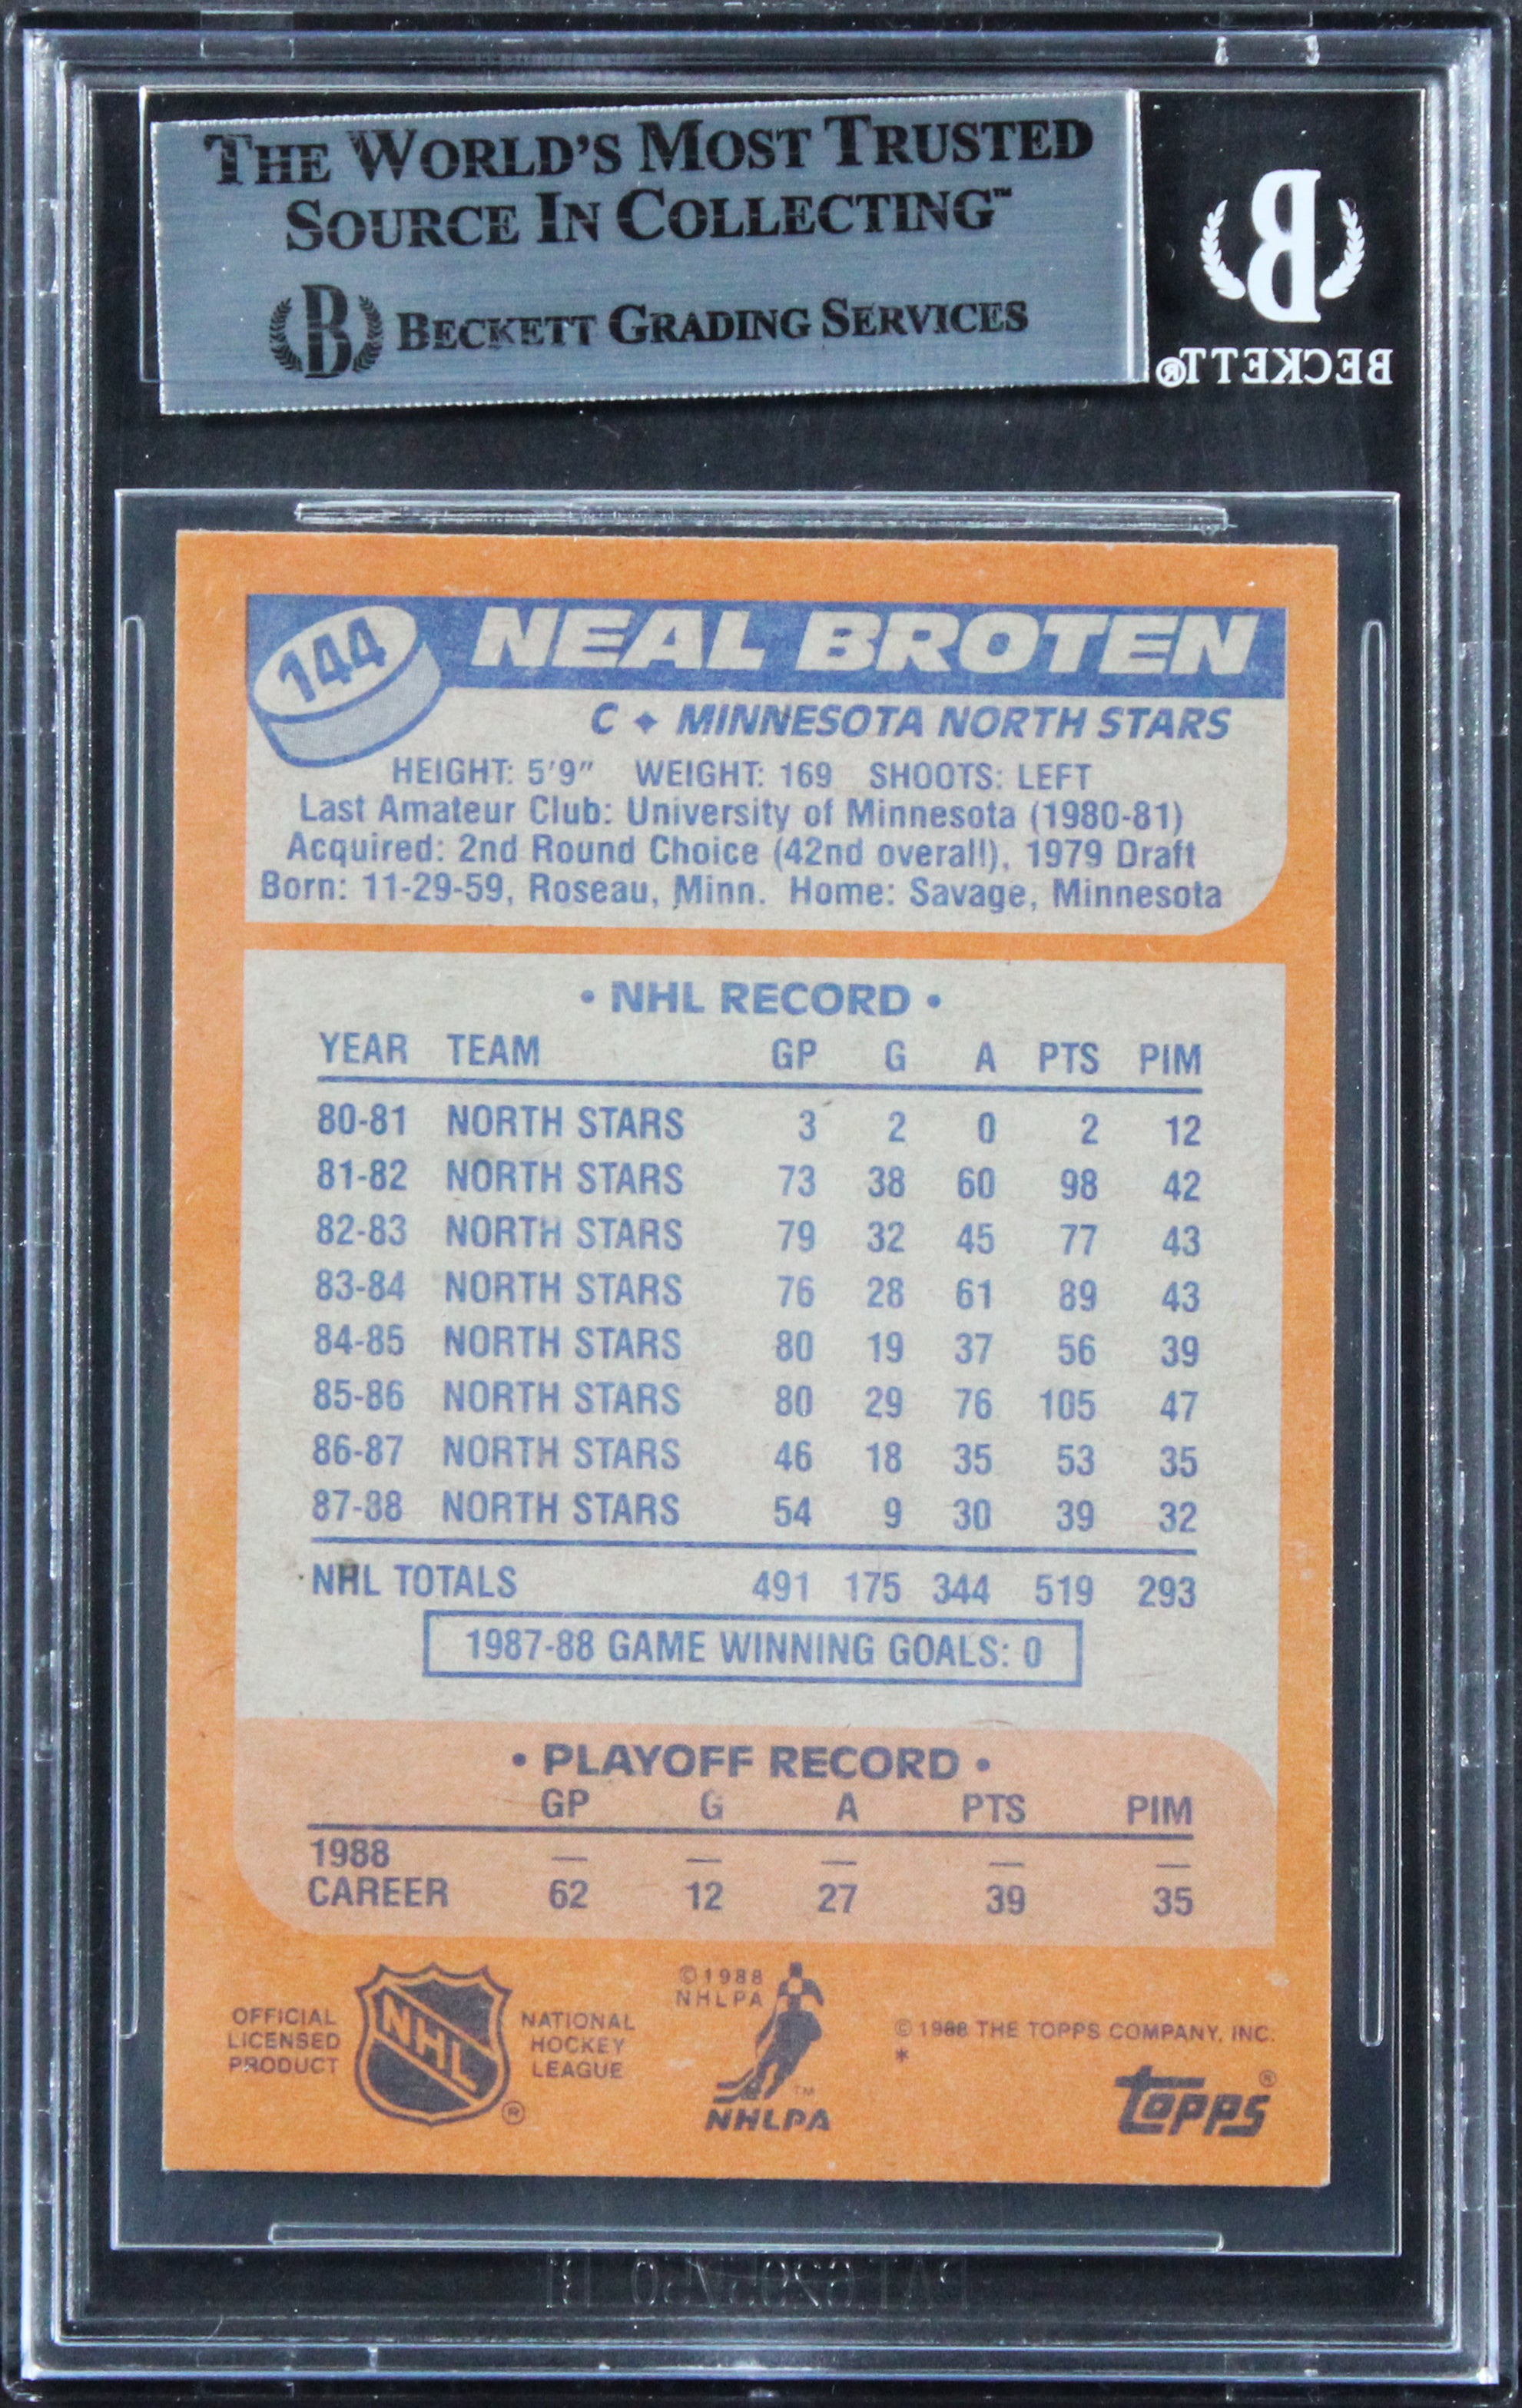 THE WORLD'S MOST TRUSTED
SOURCE IN COLLECTING™
B BECKETT GRADING SERVICES
B
BECKETT®
144
NEAL BROTEN
C ✦ MINNESOTA NORTH STARS
HEIGHT: 5'9" WEIGHT: 169 SHOOTS: LEFT
Last Amateur Club: University of Minnesota (1980-81)
Acquired: 2nd Round Choice (42nd overall), 1979 Draft
Born: 11-29-59, Roseau, Minn. Home: Savage, Minnesota
• NHL RECORD •
YEAR TEAM GP G A PTS PIM
80-81 NORTH STARS 3 2 0 2 12
81-82 NORTH STARS 73 38 60 98 42
82-83 NORTH STARS 79 32 45 77 43
83-84 NORTH STARS 76 28 61 89 43
84-85 NORTH STARS 80 19 37 56 39
85-86 NORTH STARS 80 29 76 105 47
86-87 NORTH STARS 46 18 35 53 35
87-88 NORTH STARS 54 9 30 39 32
NHL TOTALS 491 175 344 519 293
1987-88 GAME WINNING GOALS: 0
• PLAYOFF RECORD •
GP G A PTS PIM
1988 — — — — —
CAREER 62 12 27 39 35
OFFICIAL
LICENSED
PRODUCT
NHL
®
NATIONAL
HOCKEY
LEAGUE
©1988
NHLPA
TM
NHLPA
© 1988 THE TOPPS COMPANY, INC.
*
topps®